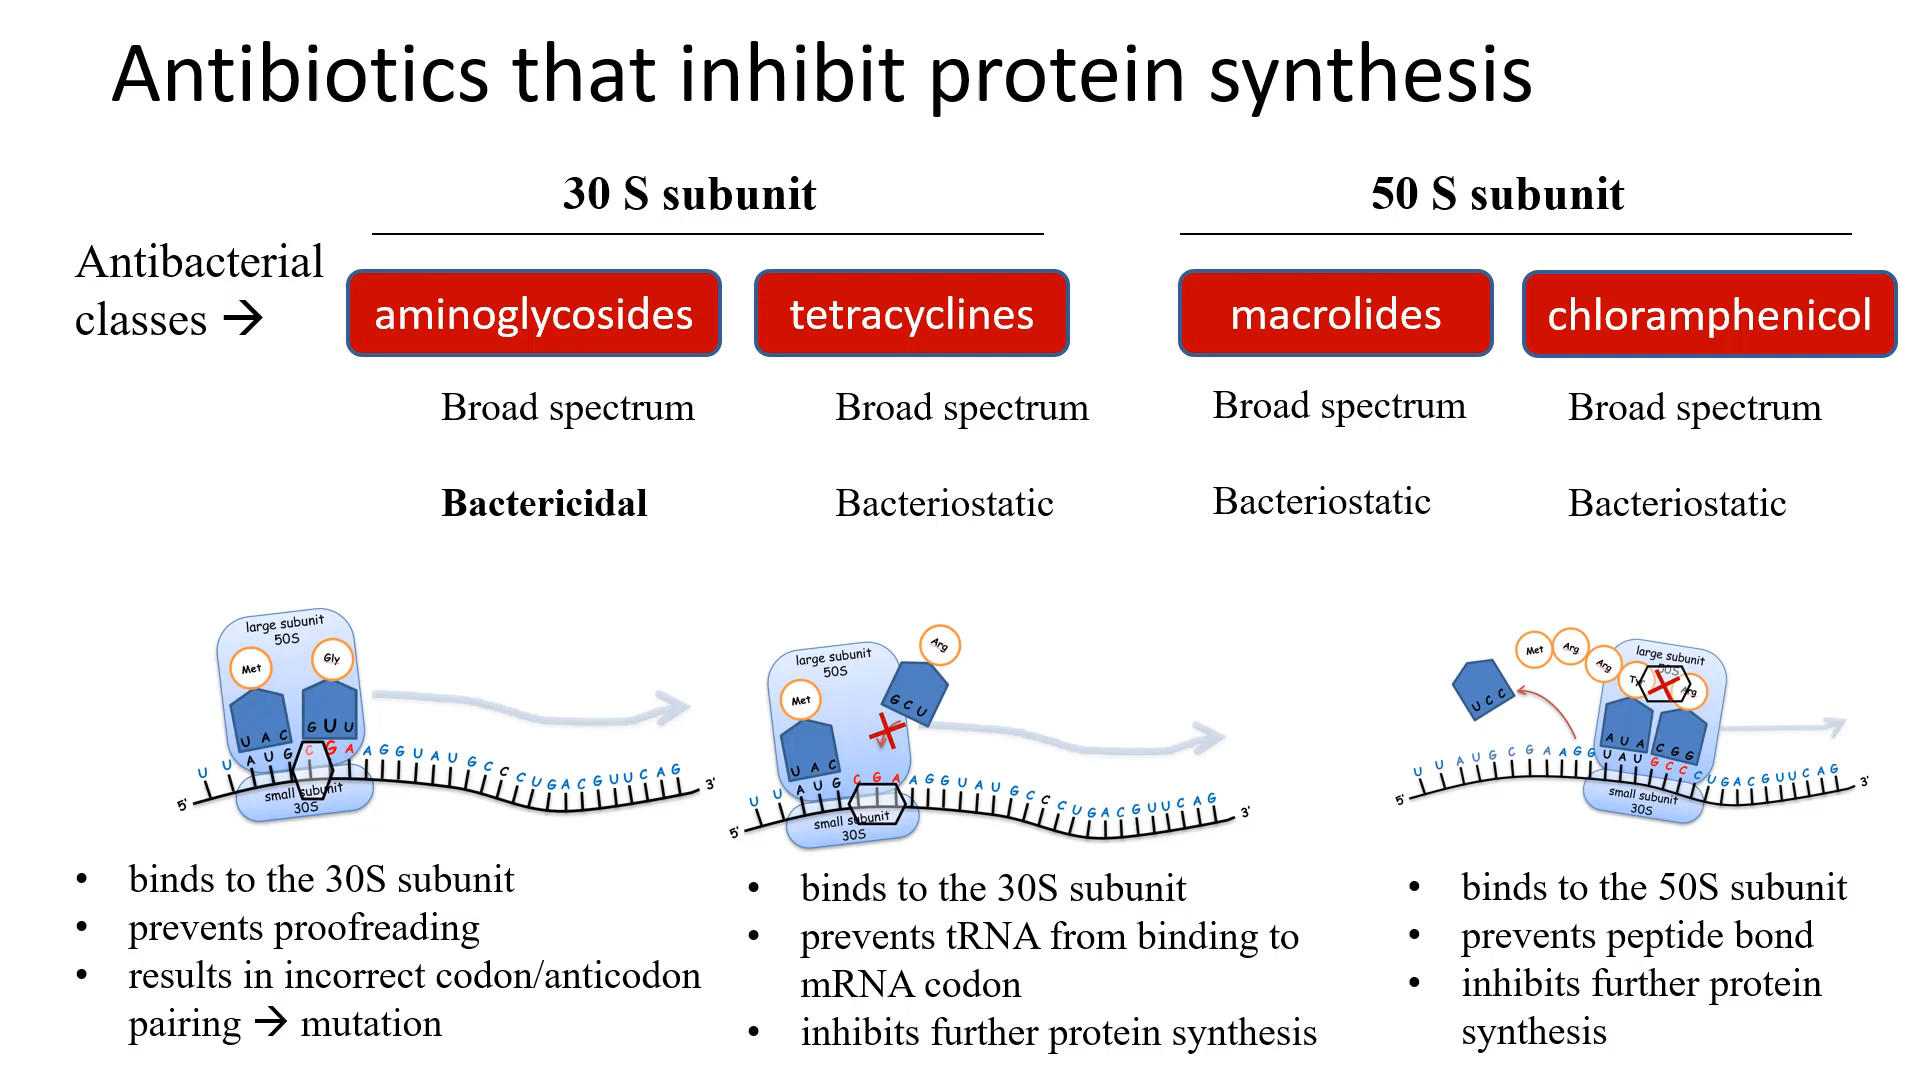 Antibiotics that inhibit protein synthesis
30 S subunit
50 S subunit
Antibacterial
classes →
aminoglycosides
tetracyclines
macrolides
chloramphenicol
Broad spectrum
Broad spectrum
Broad spectrum
Broad spectrum
Bactericidal
Bacteriostatic
Bacteriostatic
Bacteriostatic
large subunit
50S
Met
Gly
U A C
G U U
U U A U G C G A A G G U A U G C C C U G A C G U U C A G
5'
3'
small subunit
30S
• binds to the 30S subunit
• prevents proofreading
• results in incorrect codon/anticodon
pairing → mutation
large subunit
50S
Arg
Met
G C U
U A C
U U A U G C G A A G G U A U G C C C U G A C G U U C A G
5'
3'
small subunit
30S
• binds to the 30S subunit
• prevents tRNA from binding to
mRNA codon
• inhibits further protein synthesis
Met
Arg
Arg
Tyr
Arg
large subunit
50S
U C C
A U A
C G G
U U A U G C G A A G G U A U G C C C U G A C G U U C A G
5'
3'
small subunit
30S
• binds to the 50S subunit
• prevents peptide bond
• inhibits further protein
synthesis